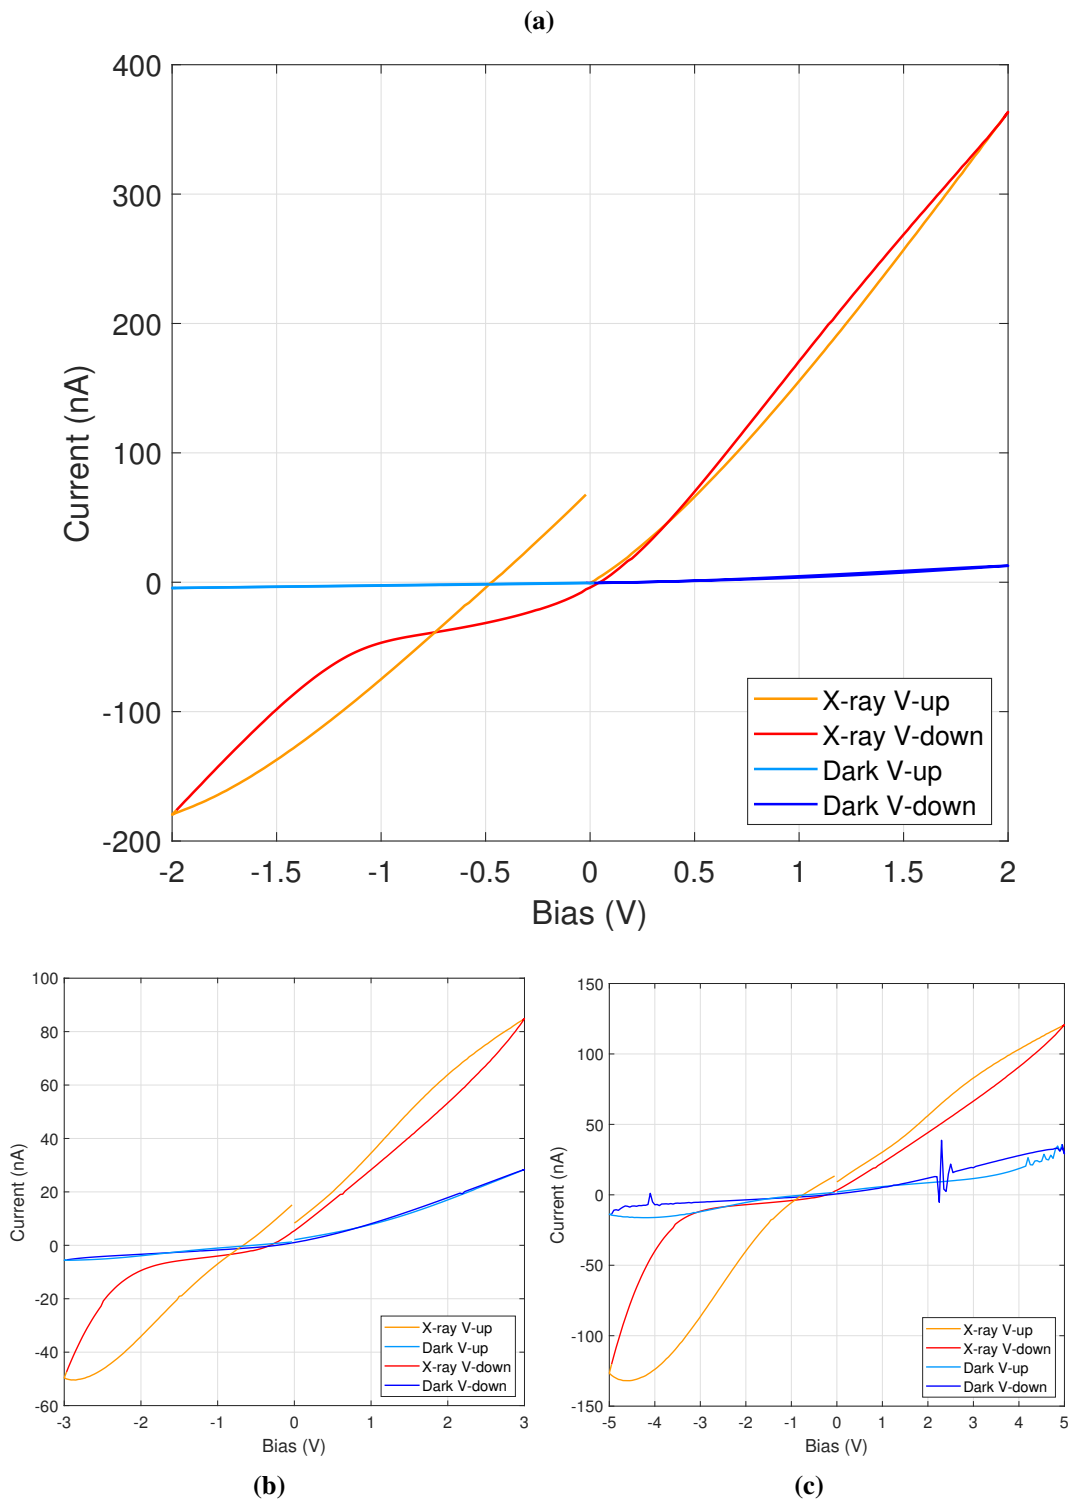 (a)
400
300
200
100
0
-100
-200
Current (nA)
-2 -1.5 -1 -0.5 0 0.5 1 1.5 2
Bias (V)
X-ray V-up
X-ray V-down
Dark V-up
Dark V-down
100
80
60
40
20
0
-20
-40
-60
Current (nA)
-3 -2 -1 0 1 2 3
Bias (V)
X-ray V-up
Dark V-up
X-ray V-down
Dark V-down
(b)
150
100
50
0
-50
-100
-150
Current (nA)
-5 -4 -3 -2 -1 0 1 2 3 4 5
Bias (V)
X-ray V-up
X-ray V-down
Dark V-up
Dark V-down
(c)